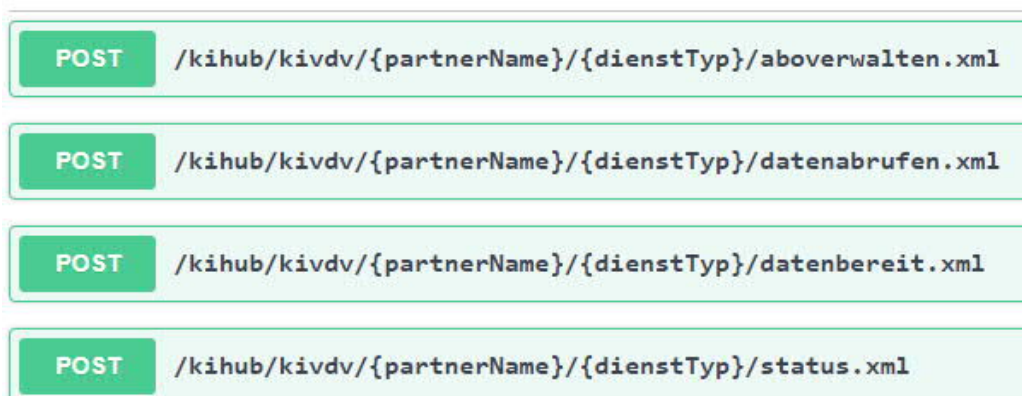 POST /kihub/kivdv/{partnerName}/{dienstTyp}/aboverwalten.xml
POST /kihub/kivdv/{partnerName}/{dienstTyp}/datenabrufen.xml
POST /kihub/kivdv/{partnerName}/{dienstTyp}/datenbereit.xml
POST /kihub/kivdv/{partnerName}/{dienstTyp}/status.xml